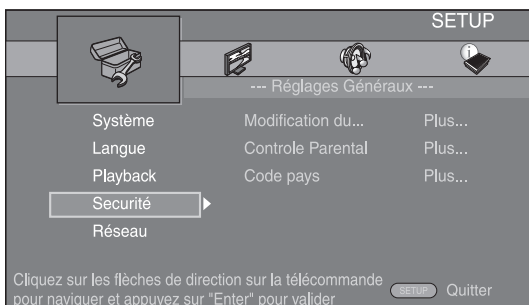 SETUP
--- Réglages Généraux ---
Système Modification du... Plus...
Langue Controle Parental Plus...
Playback Code pays Plus...
Securité
Réseau
Cliquez sur les flèches de direction sur la télécommande
pour naviguer et appuyez sur "Enter" pour valider
SETUP Quitter